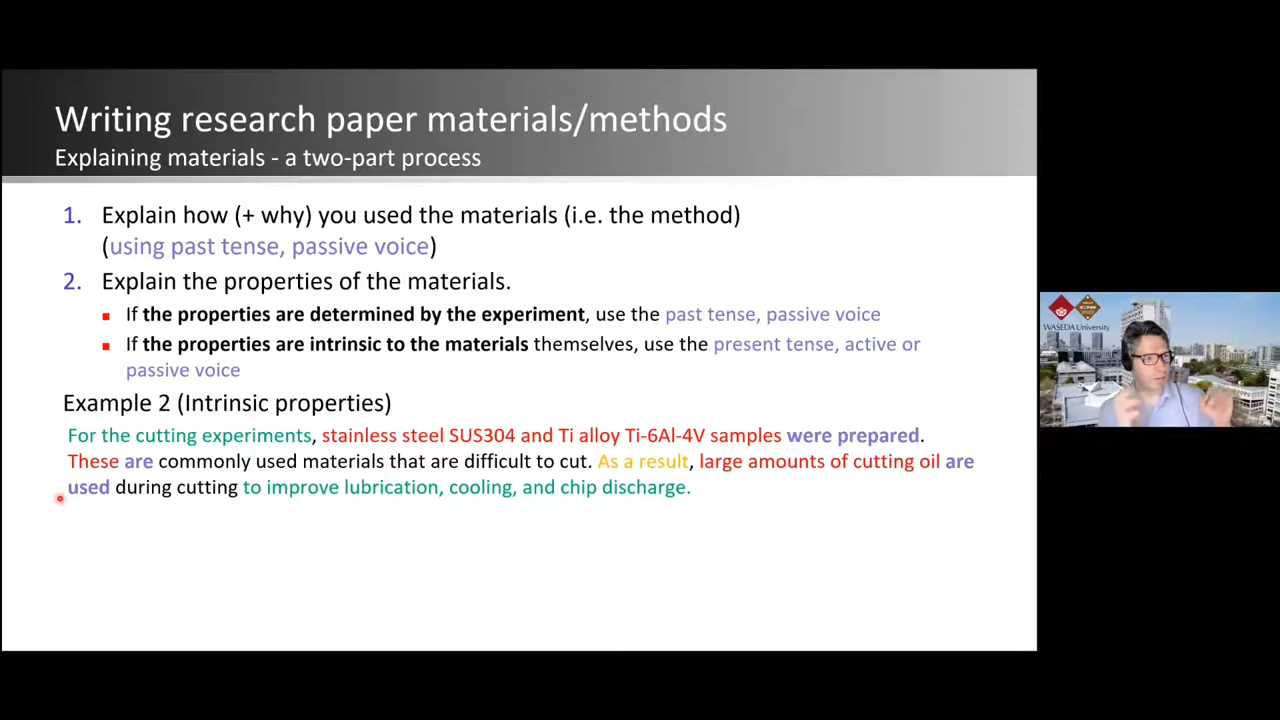 Writing research paper materials/methods
Explaining materials - a two-part process
1. Explain how (+ why) you used the materials (i.e. the method)
(using past tense, passive voice)
2. Explain the properties of the materials.
If the properties are determined by the experiment, use the past tense, passive voice
If the properties are intrinsic to the materials themselves, use the present tense, active or
passive voice
Example 2 (Intrinsic properties)
For the cutting experiments, stainless steel SUS304 and Ti alloy Ti-6Al-4V samples were prepared.
These are commonly used materials that are difficult to cut. As a result, large amounts of cutting oil are
used during cutting to improve lubrication, cooling, and chip discharge.
WASEDA University